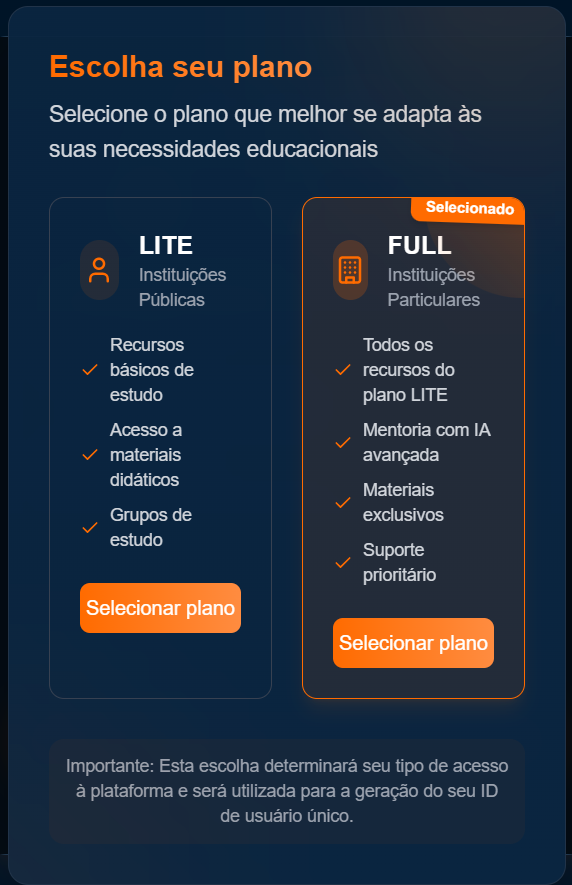 Escolha seu plano
Selecione o plano que melhor se adapta às
suas necessidades educacionais
LITE
Instituições
Públicas
Recursos
básicos de
estudo
Acesso a
materiais
didáticos
Grupos de
estudo
Selecionar plano
Selecionado
FULL
Instituições
Particulares
Todos os
recursos do
plano LITE
Mentoria com IA
avançada
Materiais
exclusivos
Suporte
prioritário
Selecionar plano
Importante: Esta escolha determinará seu tipo de acesso
à plataforma e será utilizada para a geração do seu ID
de usuário único.